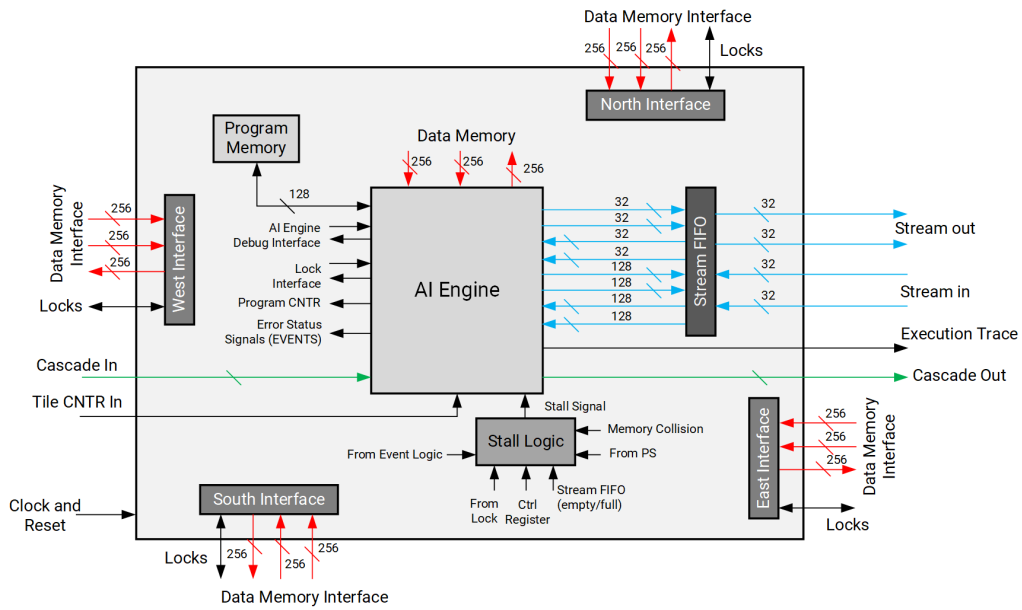 Data Memory Interface
256
256
256
Locks
North Interface
Program
Memory
Data Memory
256
256
256
128
AI Engine
Debug Interface
Lock
Interface
Program CNTR
Error Status
Signals (EVENTS)
AI Engine
32
32
32
32
128
128
128
128
Stream FIFO
32
32
32
32
Stream out
Stream in
Execution Trace
Cascade Out
Data Memory
Interface
256
256
256
West Interface
Locks
Cascade In
Tile CNTR In
Stall Signal
Stall Logic
Memory Collision
From Event Logic
From PS
From
Lock
Ctrl
Register
Stream FIFO
(empty/full)
East Interface
256
256
256
Data Memory
Interface
Locks
Clock and
Reset
South Interface
Locks
256
256
256
Data Memory Interface